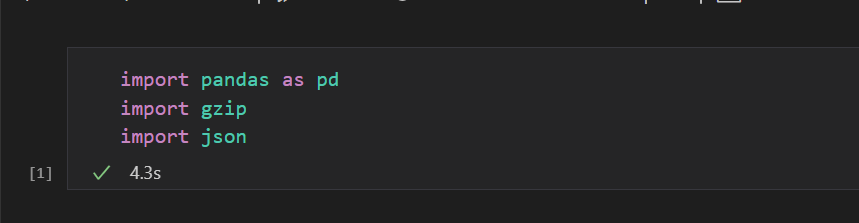 import pandas as pd
import gzip
import json
[1]
4.3s